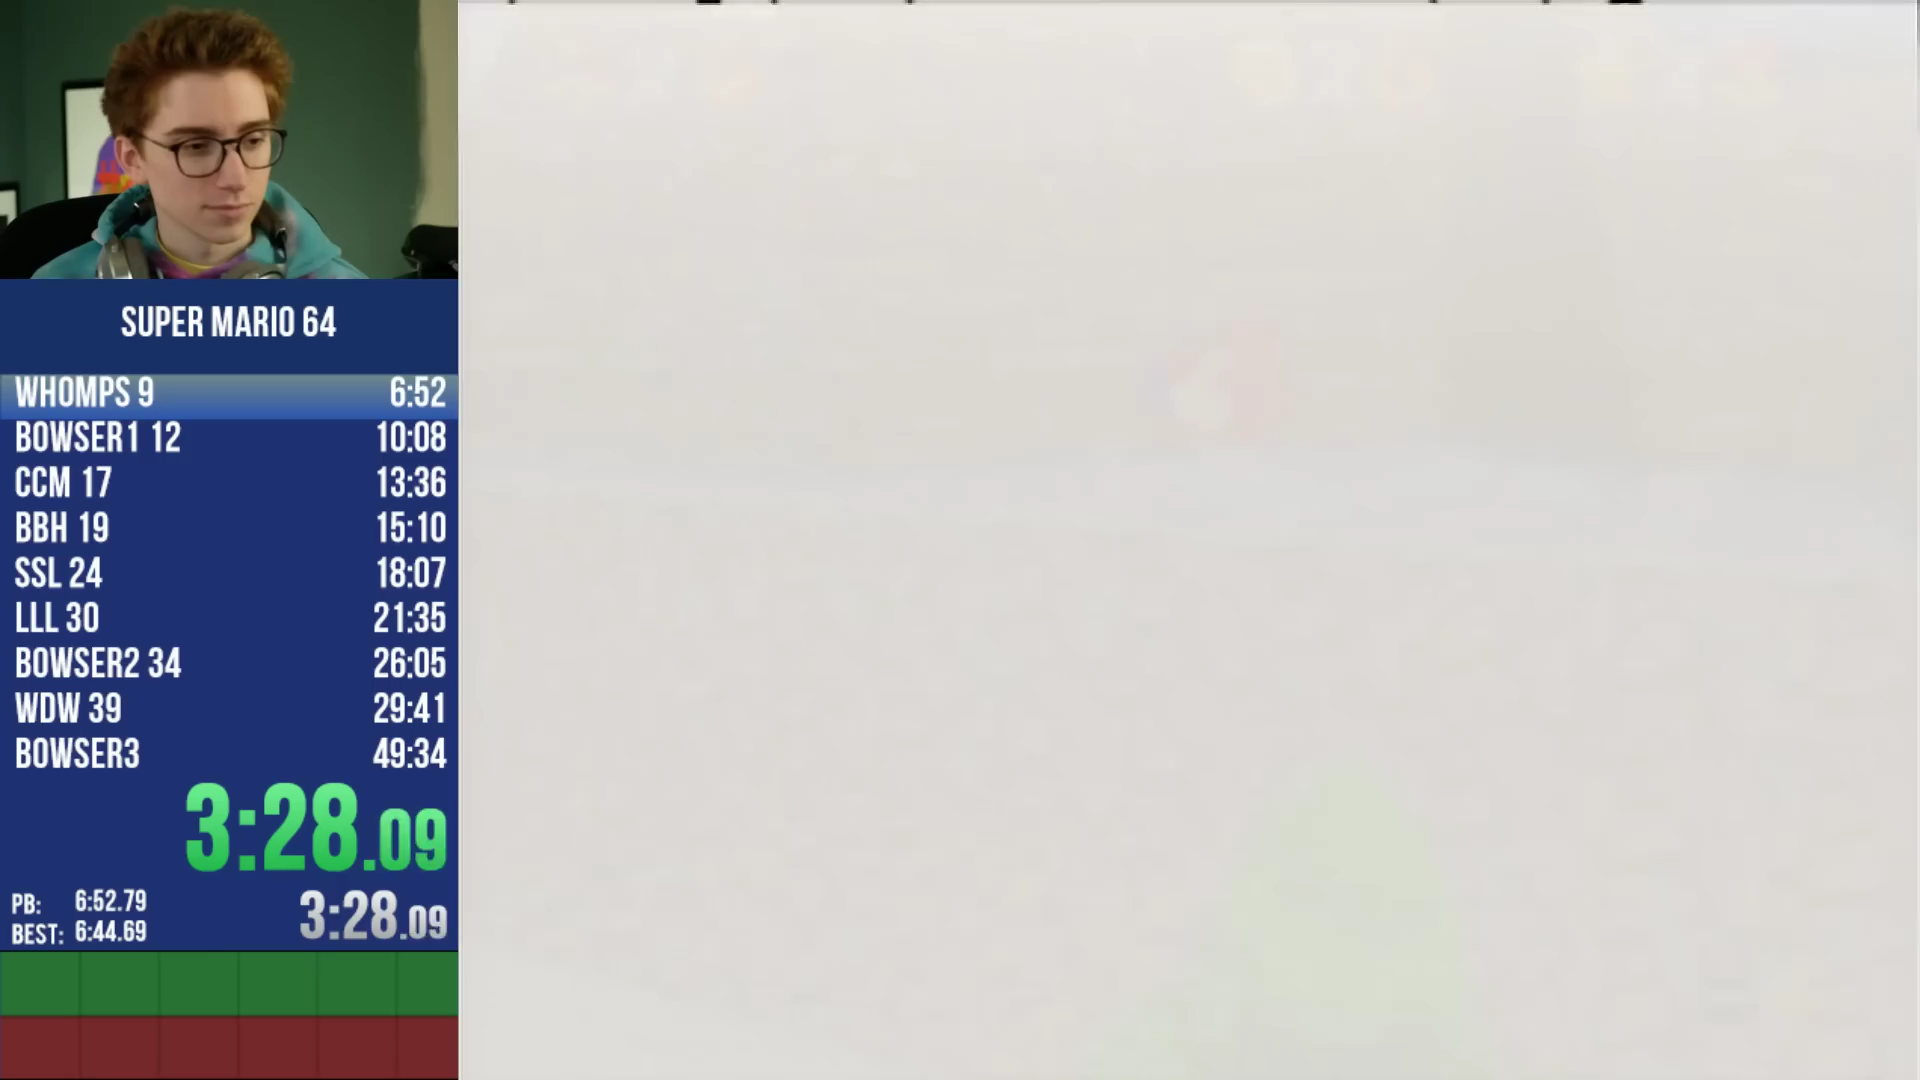 SUPER MARIO 64
WHOMPS 9 6:52
BOWSER1 12 10:08
CCM 17 13:36
BBH 19 15:10
SSL 24 18:07
LLL 30 21:35
BOWSER2 34 26:05
WDW 39 29:41
BOWSER3 49:34
3:28.09
PB: 6:52.79
BEST: 6:44.69
3:28.09